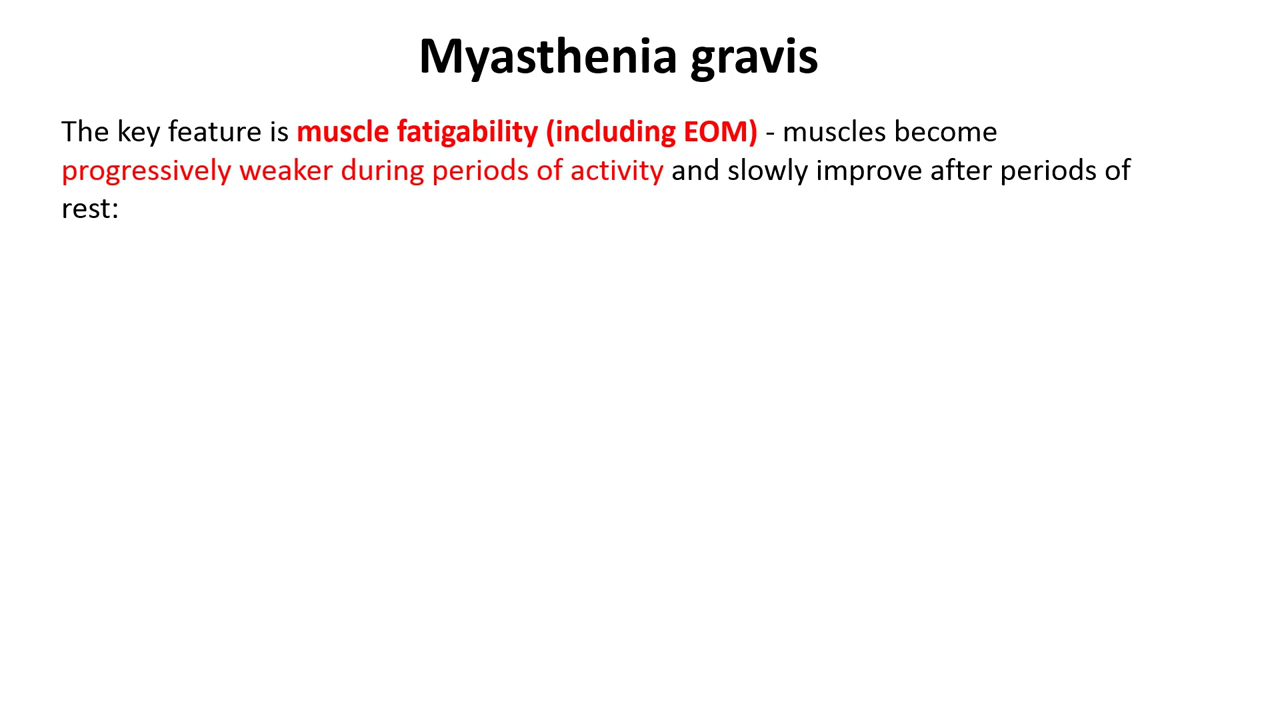 Myasthenia gravis
The key feature is muscle fatigability (including EOM) - muscles become
progressively weaker during periods of activity and slowly improve after periods of
rest: